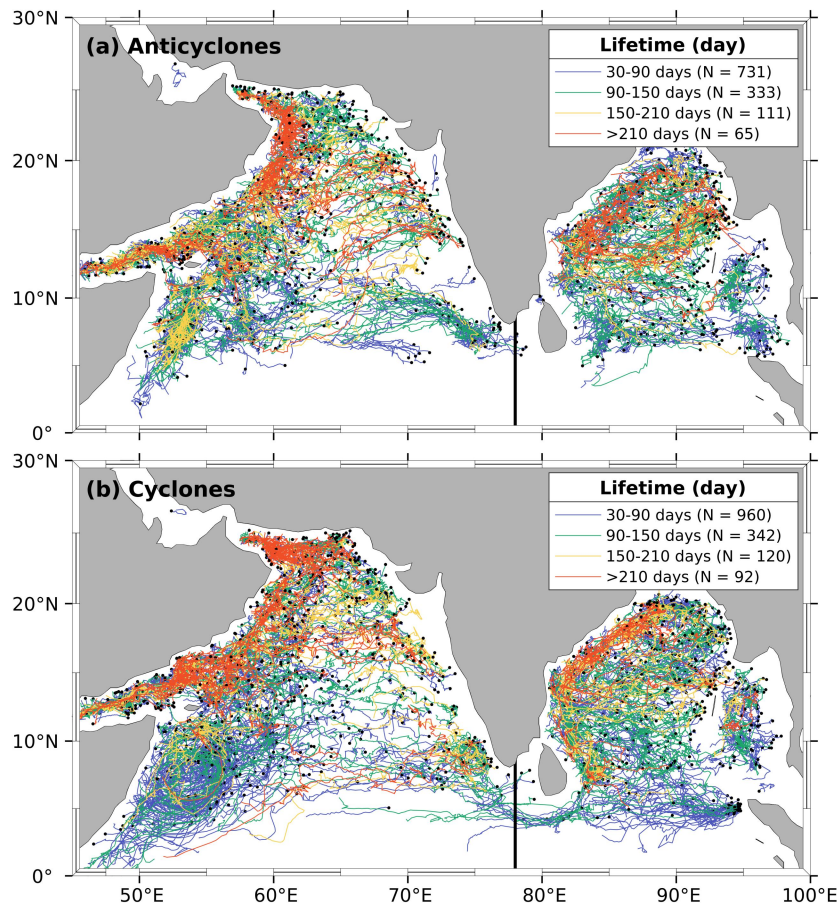 30°N
(a) Anticyclones
Lifetime (day)
30-90 days (N = 731)
90-150 days (N = 333)
150-210 days (N = 111)
>210 days (N = 65)
20°N
10°N
0°
30°N
(b) Cyclones
Lifetime (day)
30-90 days (N = 960)
90-150 days (N = 342)
150-210 days (N = 120)
>210 days (N = 92)
20°N
10°N
0°
50°E 60°E 70°E 80°E 90°E 100°E